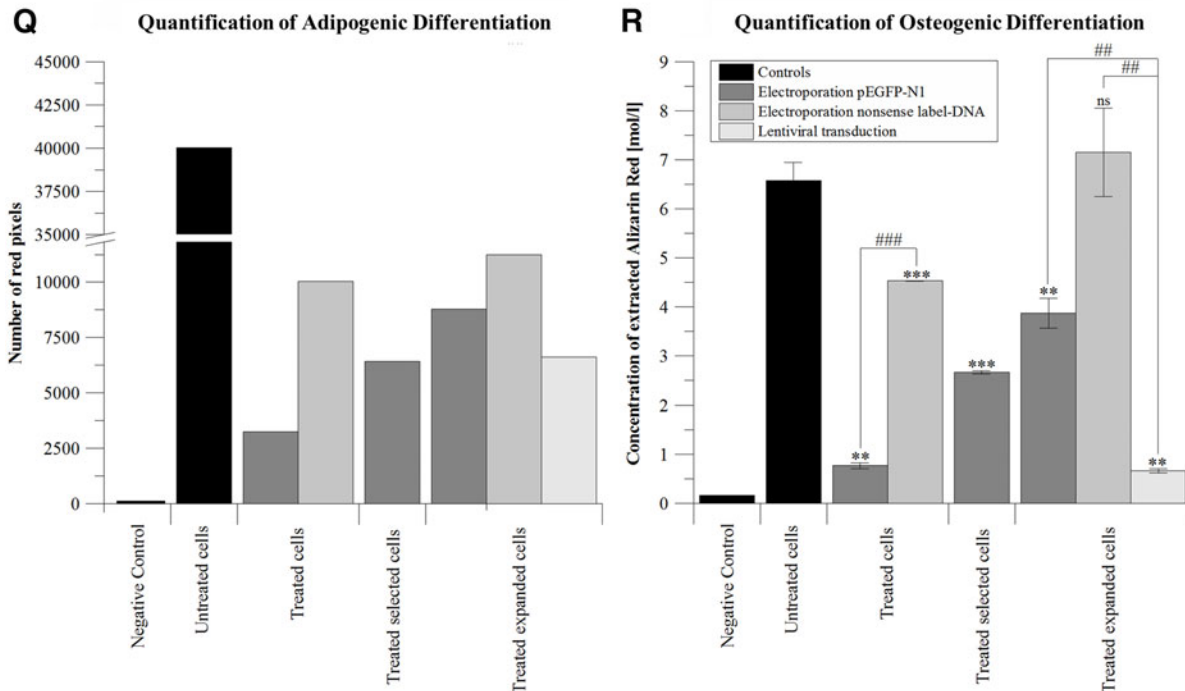 Q
Quantification of Adipogenic Differentiation
Number of red pixels
45000
42500
40000
37500
35000
10000
7500
5000
2500
0
Negative Control
Untreated cells
Treated cells
Treated selected cells
Treated expanded cells
R
Quantification of Osteogenic Differentiation
Concentration of extracted Alizarin Red [mol/l]
9
8
7
6
5
4
3
2
1
0
Controls
Electroporation pEGFP-N1
Electroporation nonsense label-DNA
Lentiviral transduction
##
##
ns
###
***
**
***
**
**
Negative Control
Untreated cells
Treated cells
Treated selected cells
Treated expanded cells